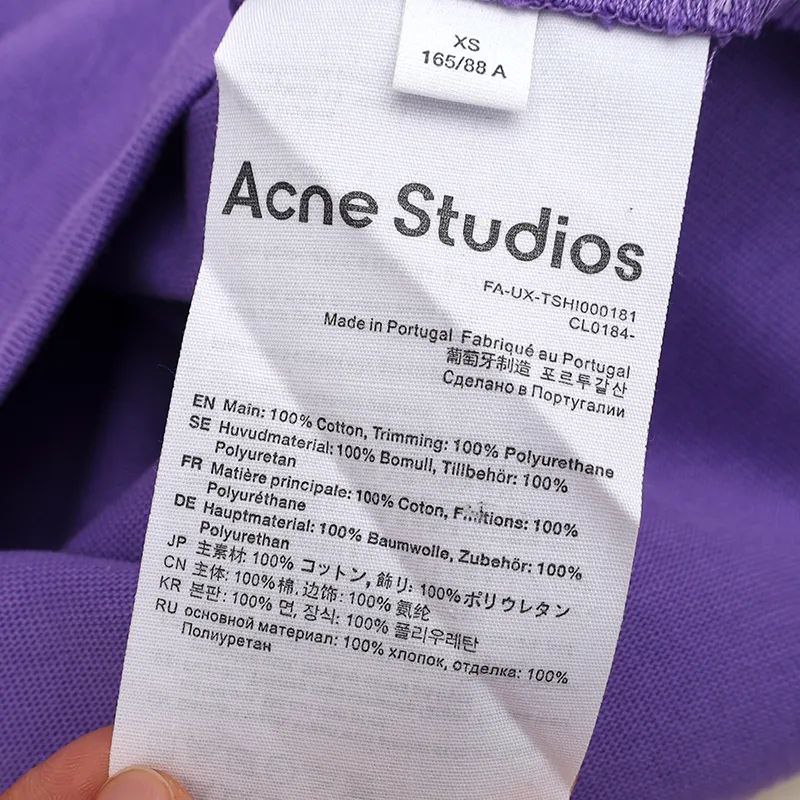 XS
165/88 A
Acne Studios
FA-UX-TSHI000181
CL0184-
Made in Portugal Fabriqué au Portugal
葡萄牙制造 포르투갈산
Сделано в Португалии
EN Main: 100% Cotton, Trimming: 100% Polyurethane
SE Huvudmaterial: 100% Bomull, Tillbehör: 100%
Polyuretan
FR Matière principale: 100% Coton, : 100%
Polyuréthane
DE Hauptmaterial: 100% Baumwolle, Zubehör: 100%
Polyurethan
JP 主素材: 100% コットン, 飾り: 100% ポリウレタン
CN 主体: 100% 棉, 边饰: 100% 氨纶
KR 본판: 100% 면, 장식: 100% 폴리우레탄
RU основной материал: 100% хлопок, отделка: 100%
Полиуретан